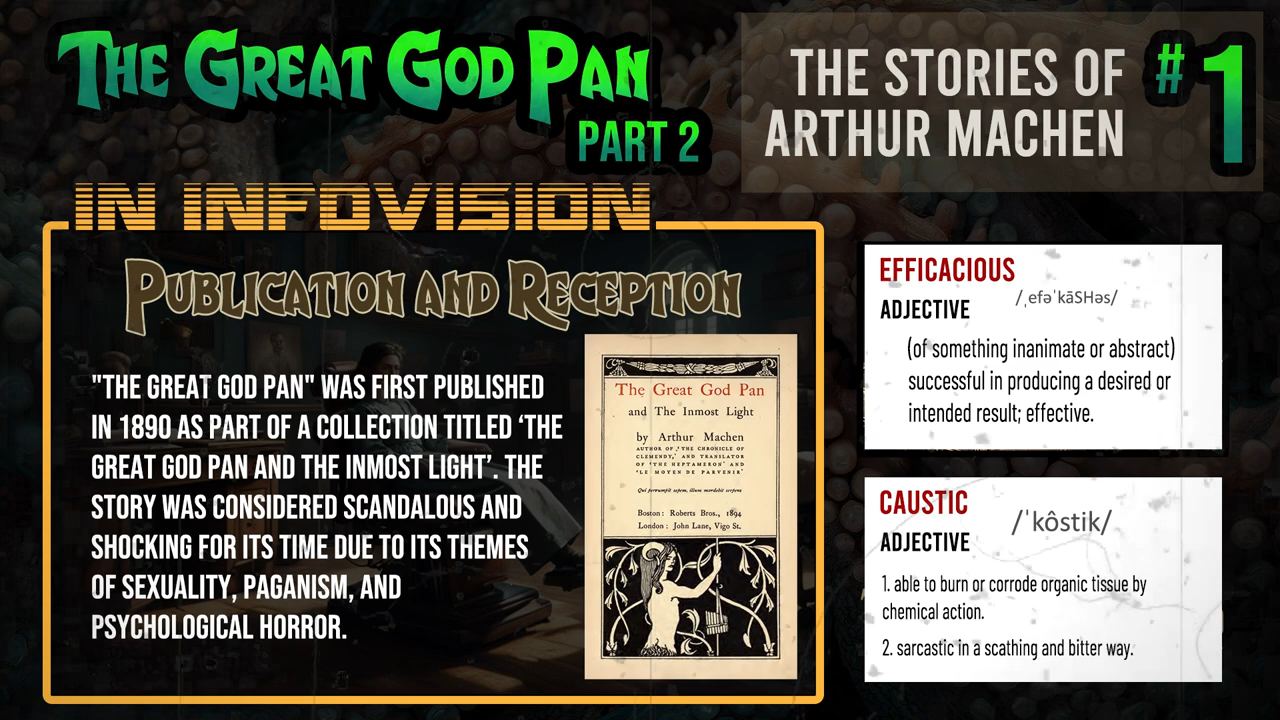 THE GREAT GOD PAN
PART 2
THE STORIES OF
ARTHUR MACHEN
#1
IN INFOVISION
PUBLICATION AND RECEPTION
"THE GREAT GOD PAN" WAS FIRST PUBLISHED
IN 1890 AS PART OF A COLLECTION TITLED ‘THE
GREAT GOD PAN AND THE INMOST LIGHT’. THE
STORY WAS CONSIDERED SCANDALOUS AND
SHOCKING FOR ITS TIME DUE TO ITS THEMES
OF SEXUALITY, PAGANISM, AND
PSYCHOLOGICAL HORROR.
The Great God Pan
and The Inmost Light
by Arthur Machen
AUTHOR OF ‘THE CHRONICLE OF
CLEMENDY,’ AND TRANSLATOR
OF ‘THE HEPTAMERON’ AND
‘LE MOYEN DE PARVENIR’
Qui perrumpit sepem, illum mordebit serpens
Boston: Roberts Bros., 1894
London: John Lane, Vigo St.
EFFICACIOUS
ADJECTIVE /ˌefəˈkāSHəs/
(of something inanimate or abstract)
successful in producing a desired or
intended result; effective.
CAUSTIC
ADJECTIVE /ˈkôstik/
1. able to burn or corrode organic tissue by
chemical action.
2. sarcastic in a scathing and bitter way.